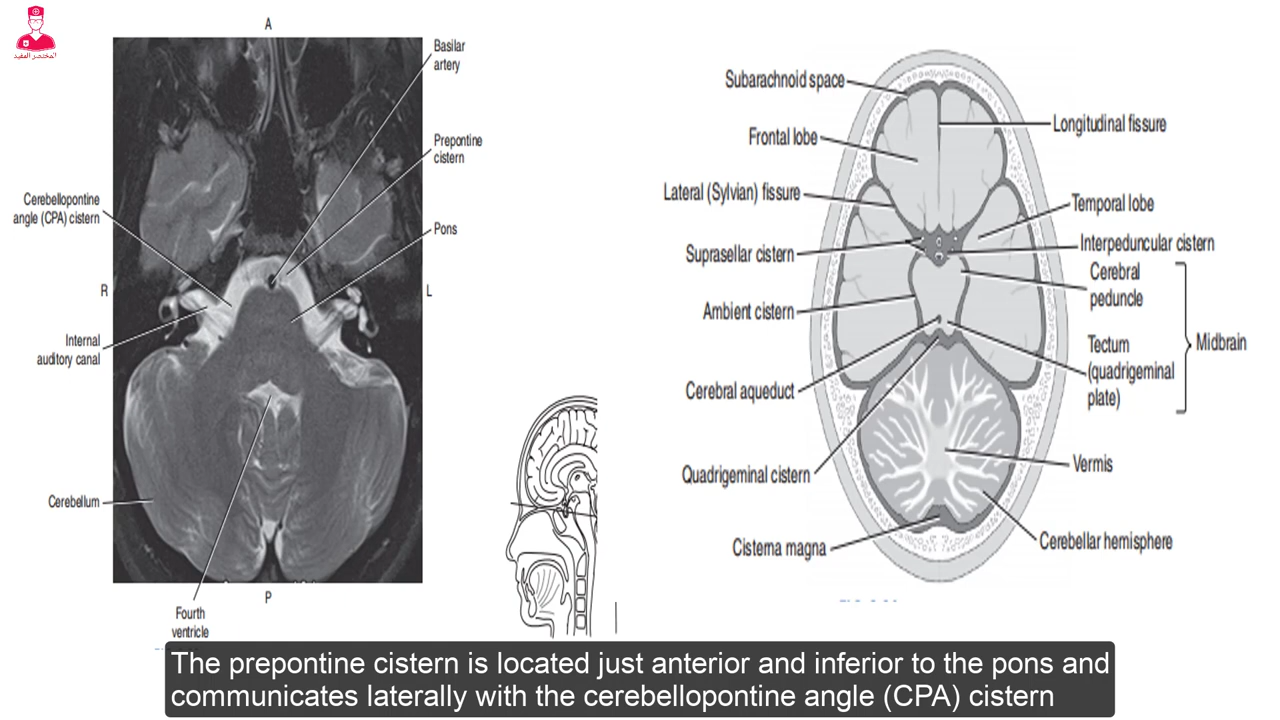 المختصر المفيد
A
Basilar
artery
Prepontine
cistern
Cerebellopontine
angle (CPA) cistern
Pons
R
L
Internal
auditory canal
Cerebellum
P
Fourth
ventricle
Subarachnoid space
Longitudinal fissure
Frontal lobe
Lateral (Sylvian) fissure
Temporal lobe
Suprasellar cistern
Interpeduncular cistern
Cerebral
peduncle
Ambient cistern
Midbrain
Tectum
(quadrigeminal
plate)
Cerebral aqueduct
Quadrigeminal cistern
Vermis
Cisterna magna
Cerebellar hemisphere
The prepontine cistern is located just anterior and inferior to the pons and
communicates laterally with the cerebellopontine angle (CPA) cistern